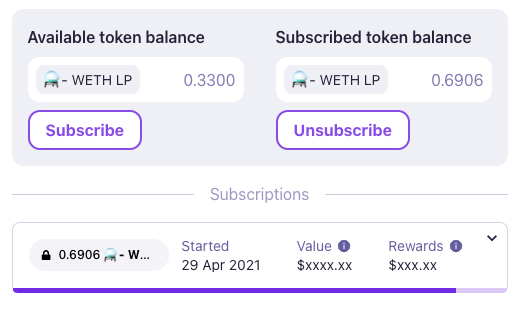 Available token balance
Subscribed token balance
- WETH LP 0.3300
- WETH LP 0.6906
Subscribe
Unsubscribe
Subscriptions
0.6906 - W...
Started
29 Apr 2021
Value
$xxxx.xx
Rewards
$xxx.xx